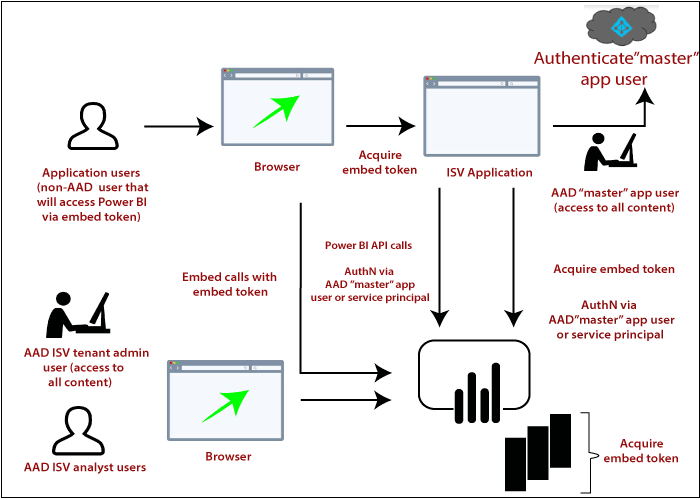 Authenticate"master"
app user
Application users
(non-AAD user that
will access Power BI
via embed token)
Browser
Acquire
embed token
ISV Application
AAD "master" app user
(access to all content)
Power BI API calls
AuthN via
AAD "master" app
user or service principal
Embed calls with
embed token
Acquire embed token
AuthN via
AAD"master" app user
or service principal
AAD ISV tenant admin
user (access to
all content)
AAD ISV analyst users
Browser
Acquire
embed token